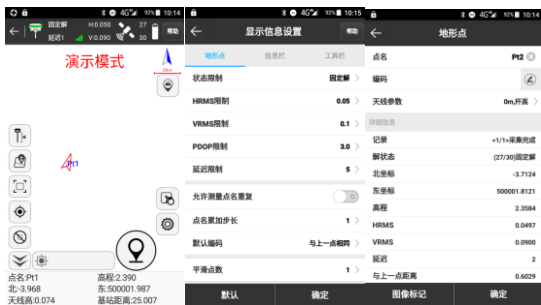 4G 92% 10:14
固定解 H:0.050 27
延迟1 V:0.090 30
帮助
演示模式
Pt1
点名:Pt1 高程:2.390
北:-3.968 东:500001.987
天线高:0.074 基站距离:25.007
4G 92% 10:15
显示信息设置 帮助
地形点 信息栏 工具栏
状态限制 固定解
HRMS限制 0.05
VRMS限制 0.1
PDOP限制 3.0
延迟限制 5
允许测量点名重复
点名累加步长 1
默认编码 与上一点相同
平滑点数 1
默认 确定
4G 92% 10:14
地形点
点名 Pt2
编码
天线参数 0m,杆高
详细信息
记录 <1/1>采集完成
解状态 (27/30)固定解
北坐标 -3.7124
东坐标 500001.8121
高程 2.3584
HRMS 0.0497
VRMS 0.0900
延迟 2
与上一点距离 0.6029
图像标记 确定